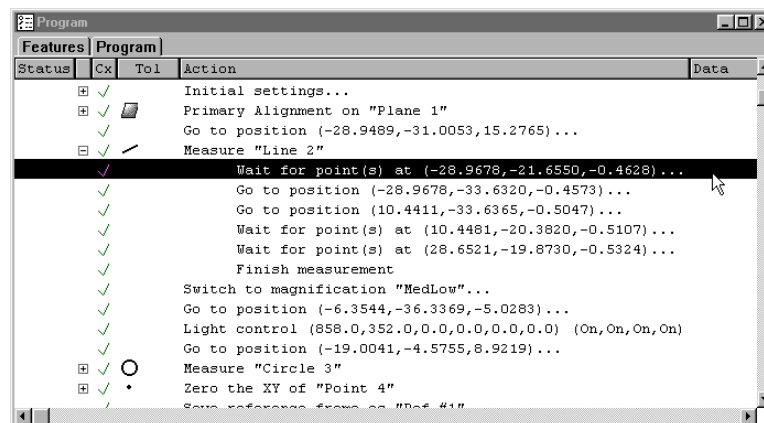 Program
Features Program
Status Cx Tol Action Data
Initial settings...
Primary Alignment on "Plane 1"
Go to position (-28.9489,-31.0053,15.2765)...
Measure "Line 2"
Wait for point(s) at (-28.9678,-21.6550,-0.4628)...
Go to position (-28.9678,-33.6320,-0.4573)...
Go to position (10.4411,-33.6365,-0.5047)...
Wait for point(s) at (10.4481,-20.3820,-0.5107)...
Wait for point(s) at (28.6521,-19.8730,-0.5324)...
Finish measurement
Switch to magnification "MedLow"...
Go to position (-6.3544,-36.3369,-5.0283)...
Light control (858.0,352.0,0.0,0.0,0.0,0.0) (On,On,On,On)
Go to position (-19.0041,-4.5755,8.9219)...
Measure "Circle 3"
Zero the XY of "Point 4"
Save reference frame as "Ref #1"